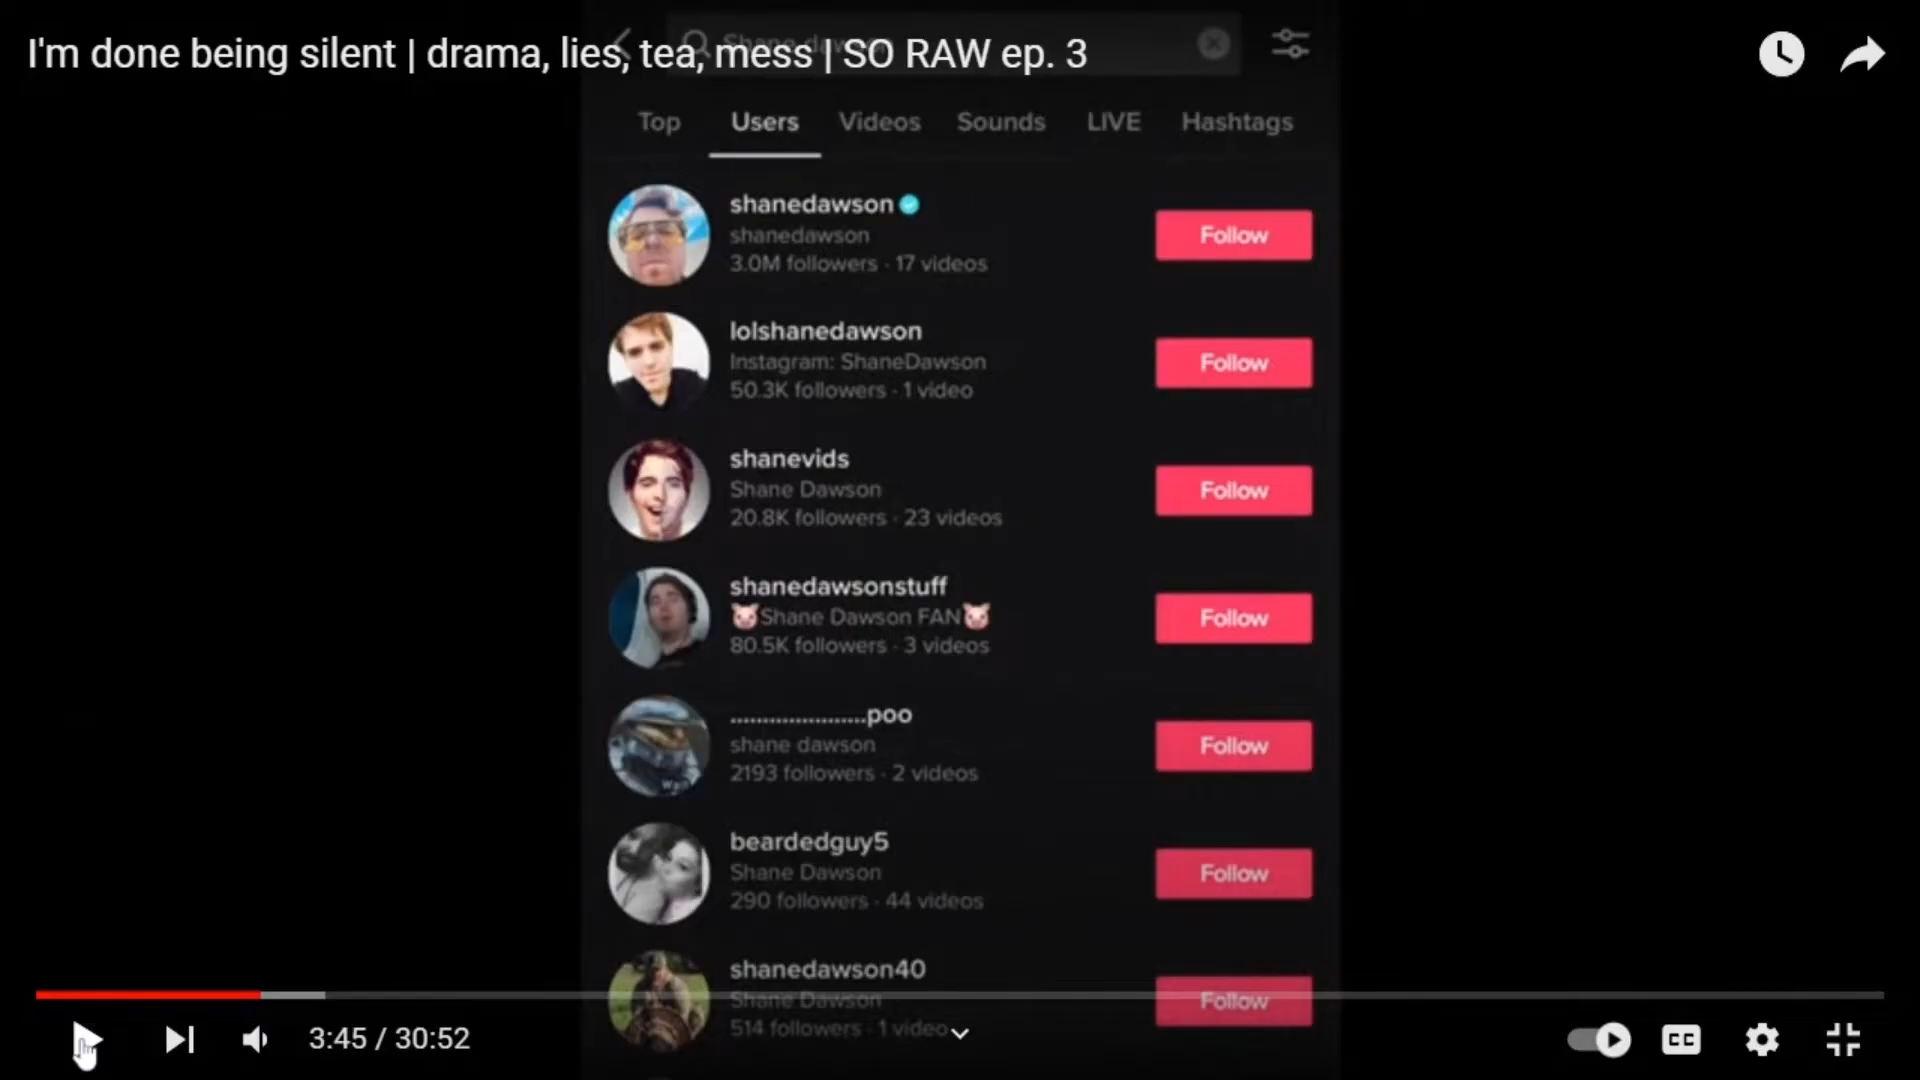 I'm done being silent | drama, lies, tea, mess | SO RAW ep. 3
Shane dawson
Top Users Videos Sounds LIVE Hashtags
shanedawson
shanedawson
3.0M followers · 17 videos
Follow
lolshanedawson
Instagram: ShaneDawson
50.3K followers · 1 video
Follow
shanevids
Shane Dawson
20.8K followers · 23 videos
Follow
shanedawsonstuff
🐷Shane Dawson FAN🐷
80.5K followers · 3 videos
Follow
.....................poo
shane dawson
2193 followers · 2 videos
Follow
beardedguy5
Shane Dawson
290 followers · 44 videos
Follow
shanedawson40
Shane Dawson
514 followers · 1 video
Follow
3:45 / 30:52
CC